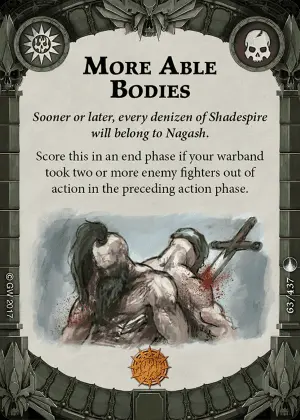 MORE ABLE
BODIES
Sooner or later, every denizen of Shadespire
will belong to Nagash.
Score this in an end phase if your warband
took two or more enemy fighters out of
action in the preceding action phase.
© GW 2017
63/437